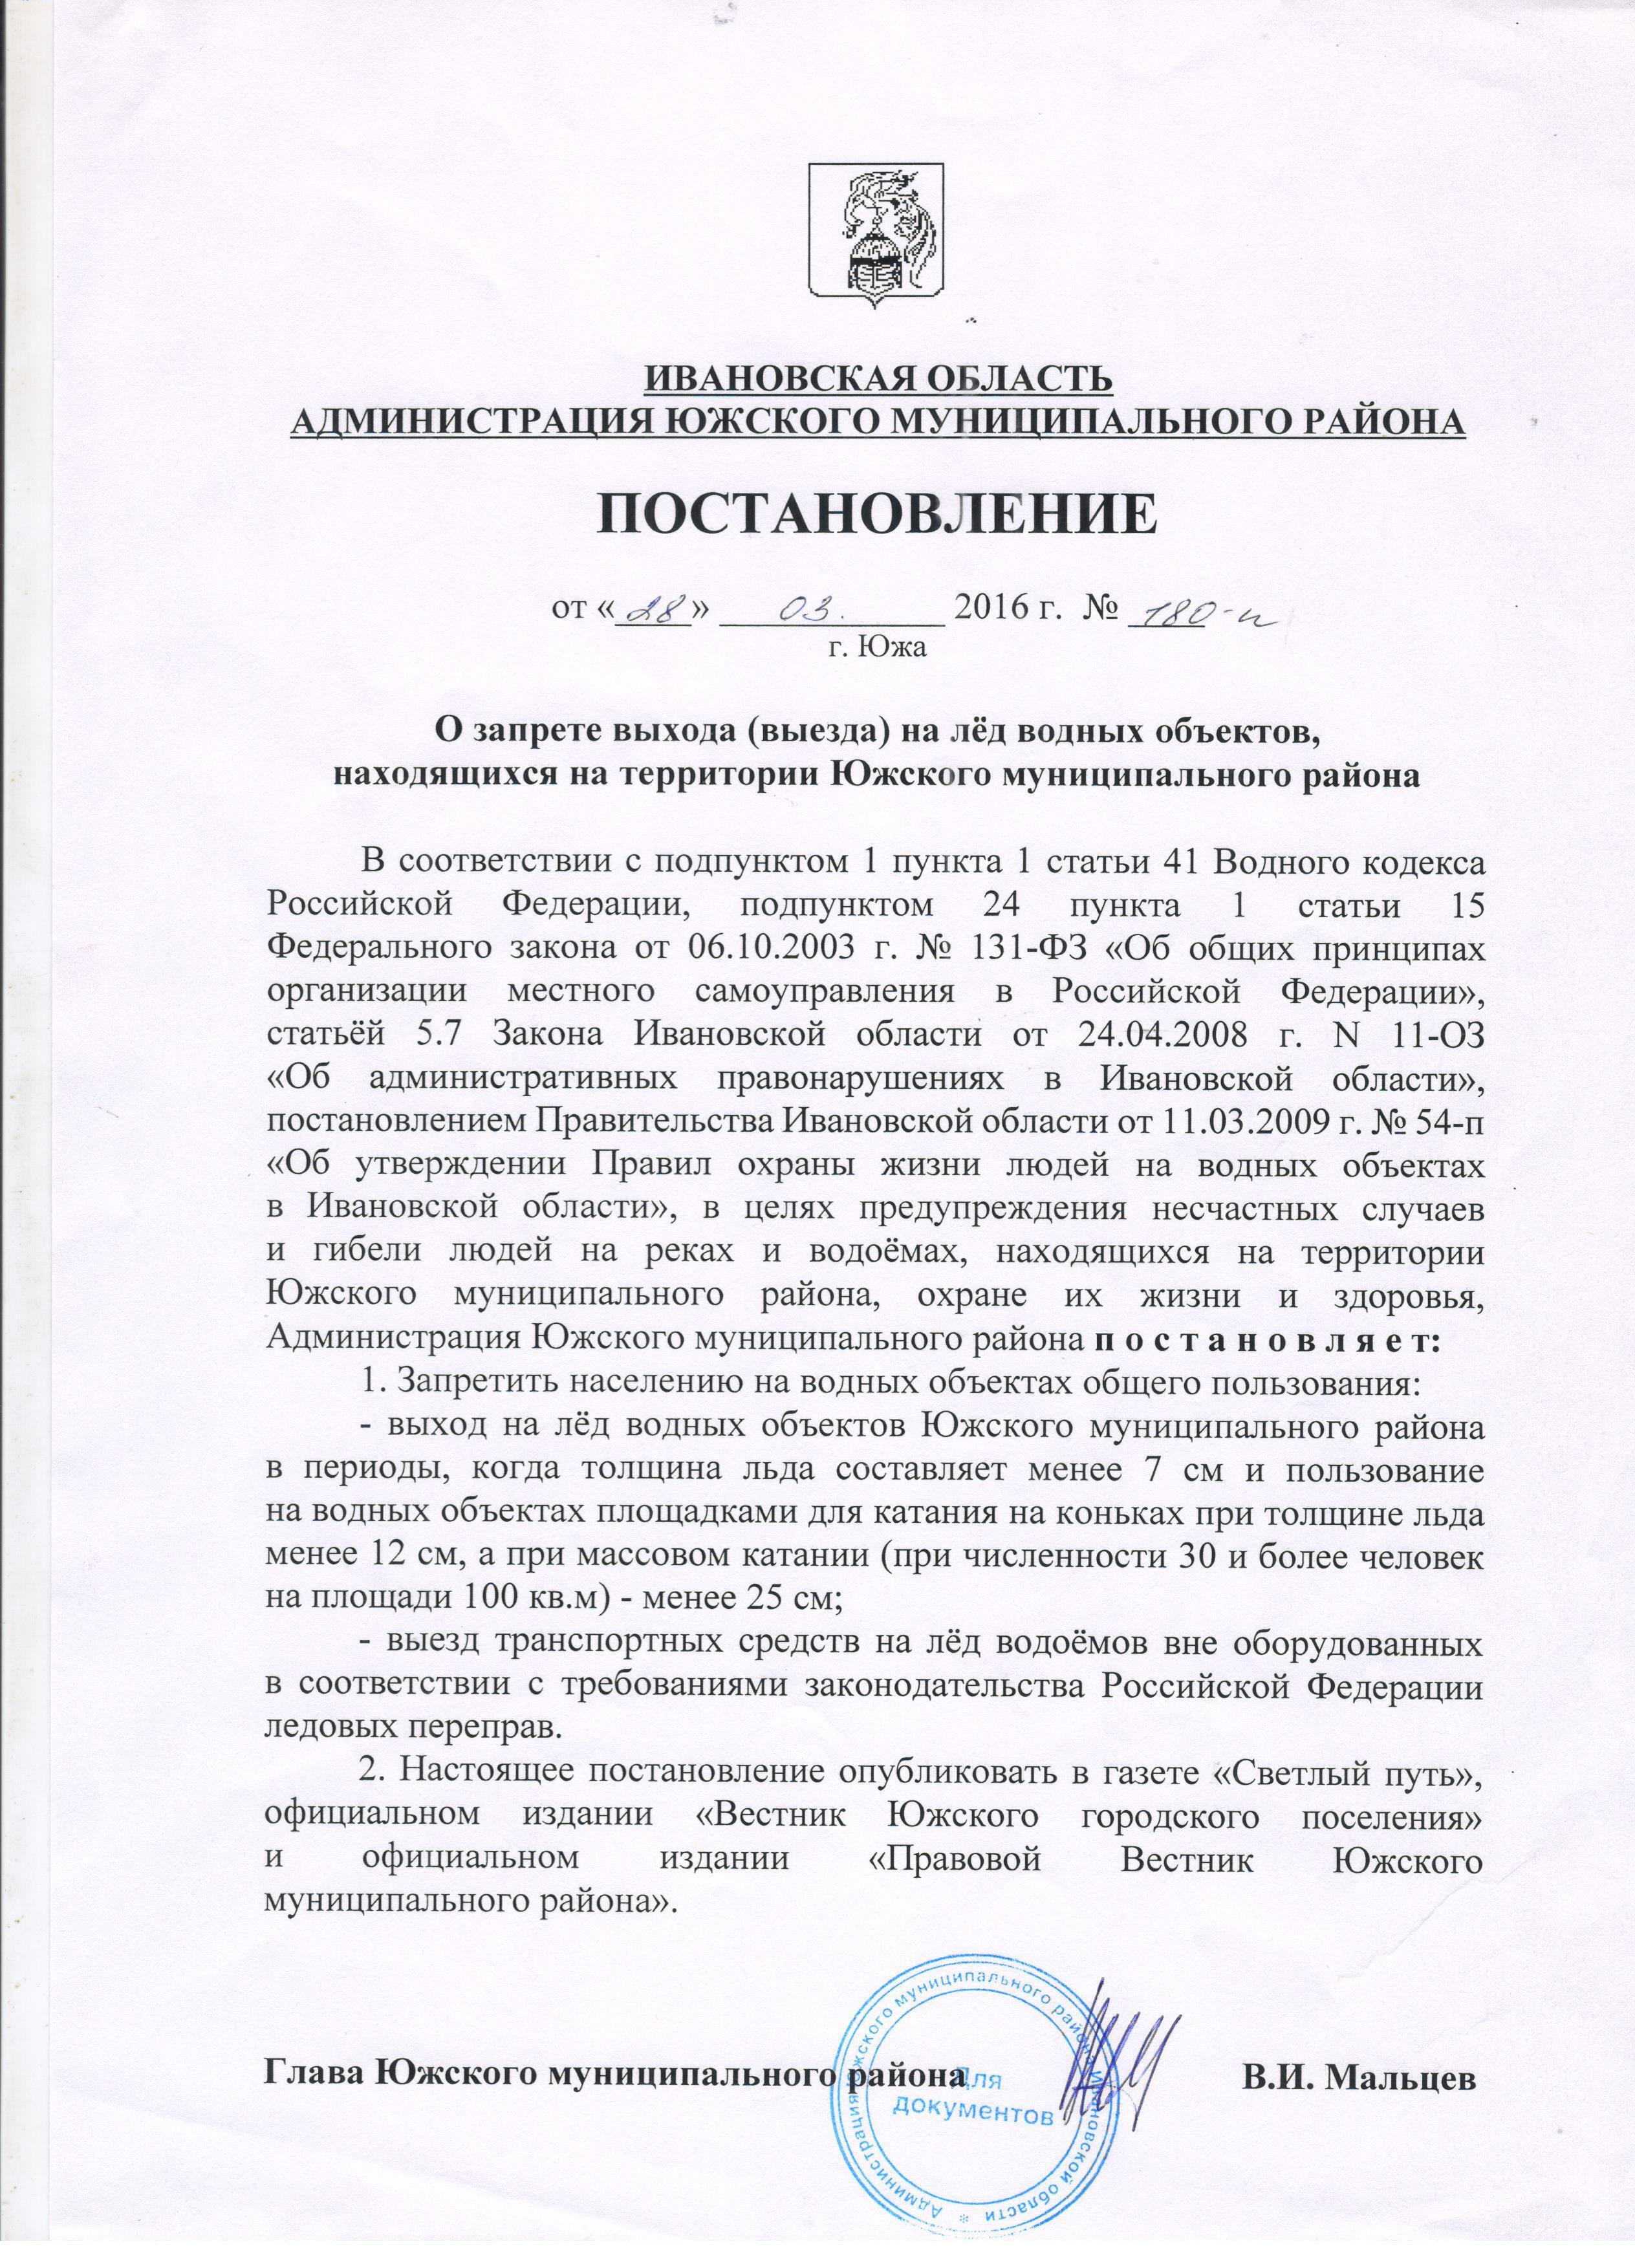 ИВАНОВСКАЯ ОБЛАСТЬ
АДМИНИСТРАЦИЯ ЮЖСКОГО МУНИЦИПАЛЬНОГО РАЙОНА
ПОСТАНОВЛЕНИЕ
от «28» 03. 2016 г. № 180-п
г. Южа
О запрете выхода (выезда) на лёд водных объектов,
находящихся на территории Южского муниципального района
В соответствии с подпунктом 1 пункта 1 статьи 41 Водного кодекса
Российской Федерации, подпунктом 24 пункта 1 статьи 15
Федерального закона от 06.10.2003 г. № 131-ФЗ «Об общих принципах
организации местного самоуправления в Российской Федерации»,
статьёй 5.7 Закона Ивановской области от 24.04.2008 г. N 11-ОЗ
«Об административных правонарушениях в Ивановской области»,
постановлением Правительства Ивановской области от 11.03.2009 г. № 54-п
«Об утверждении Правил охраны жизни людей на водных объектах
в Ивановской области», в целях предупреждения несчастных случаев
и гибели людей на реках и водоёмах, находящихся на территории
Южского муниципального района, охране их жизни и здоровья,
Администрация Южского муниципального района п о с т а н о в л я е т:
1. Запретить населению на водных объектах общего пользования:
- выход на лёд водных объектов Южского муниципального района
в периоды, когда толщина льда составляет менее 7 см и пользование
на водных объектах площадками для катания на коньках при толщине льда
менее 12 см, а при массовом катании (при численности 30 и более человек
на площади 100 кв.м) - менее 25 см;
- выезд транспортных средств на лёд водоёмов вне оборудованных
в соответствии с требованиями законодательства Российской Федерации
ледовых переправ.
2. Настоящее постановление опубликовать в газете «Светлый путь»,
официальном издании «Вестник Южского городского поселения»
и официальном издании «Правовой Вестник Южского
муниципального района».
Глава Южского муниципального района В.И. Мальцев
Администрация Южского муниципального района Ивановской области *
Для
документов